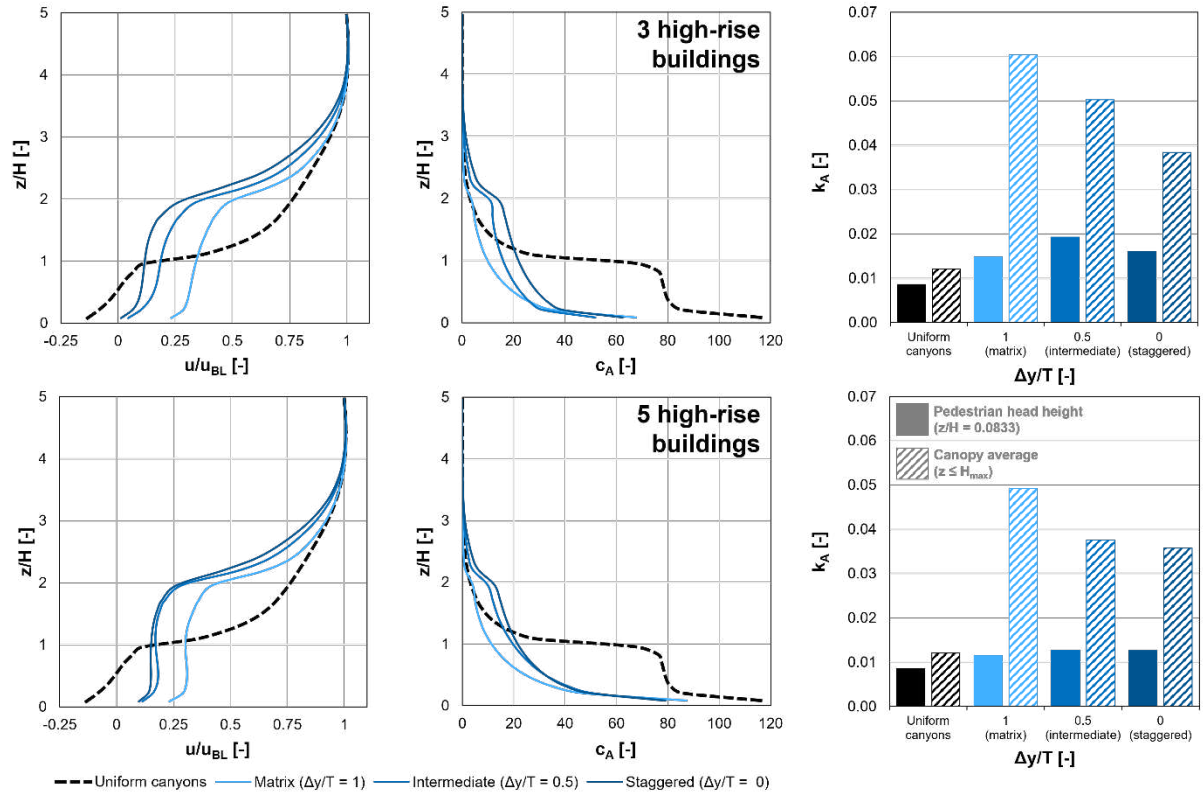 3 high-rise
buildings
z/H [-]
5
4
3
2
1
0
-0.25 0 0.25 0.5 0.75 1
u/u_BL [-]
z/H [-]
5
4
3
2
1
0
0 20 40 60 80 100 120
c_A [-]
k_A [-]
0.07
0.06
0.05
0.04
0.03
0.02
0.01
0.00
Uniform canyons
1 (matrix)
0.5 (intermediate)
0 (staggered)
Δy/T [-]
5 high-rise
buildings
z/H [-]
5
4
3
2
1
0
-0.25 0 0.25 0.5 0.75 1
u/u_BL [-]
z/H [-]
5
4
3
2
1
0
0 20 40 60 80 100 120
c_A [-]
Pedestrian head height
(z/H = 0.0833)
Canopy average
(z ≤ H_max)
k_A [-]
0.07
0.06
0.05
0.04
0.03
0.02
0.01
0.00
Uniform canyons
1 (matrix)
0.5 (intermediate)
0 (staggered)
Δy/T [-]
Uniform canyons Matrix (Δy/T = 1) Intermediate (Δy/T = 0.5) Staggered (Δy/T = 0)